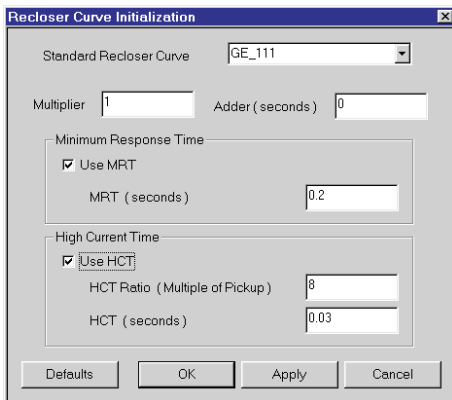 Recloser Curve Initialization
Standard Recloser Curve GE_111
Multiplier 1 Adder ( seconds ) 0
Minimum Response Time
Use MRT
MRT ( seconds ) 0.2
High Current Time
Use HCT
HCT Ratio ( Multiple of Pickup ) 8
HCT ( seconds ) 0.03
Defaults OK Apply Cancel